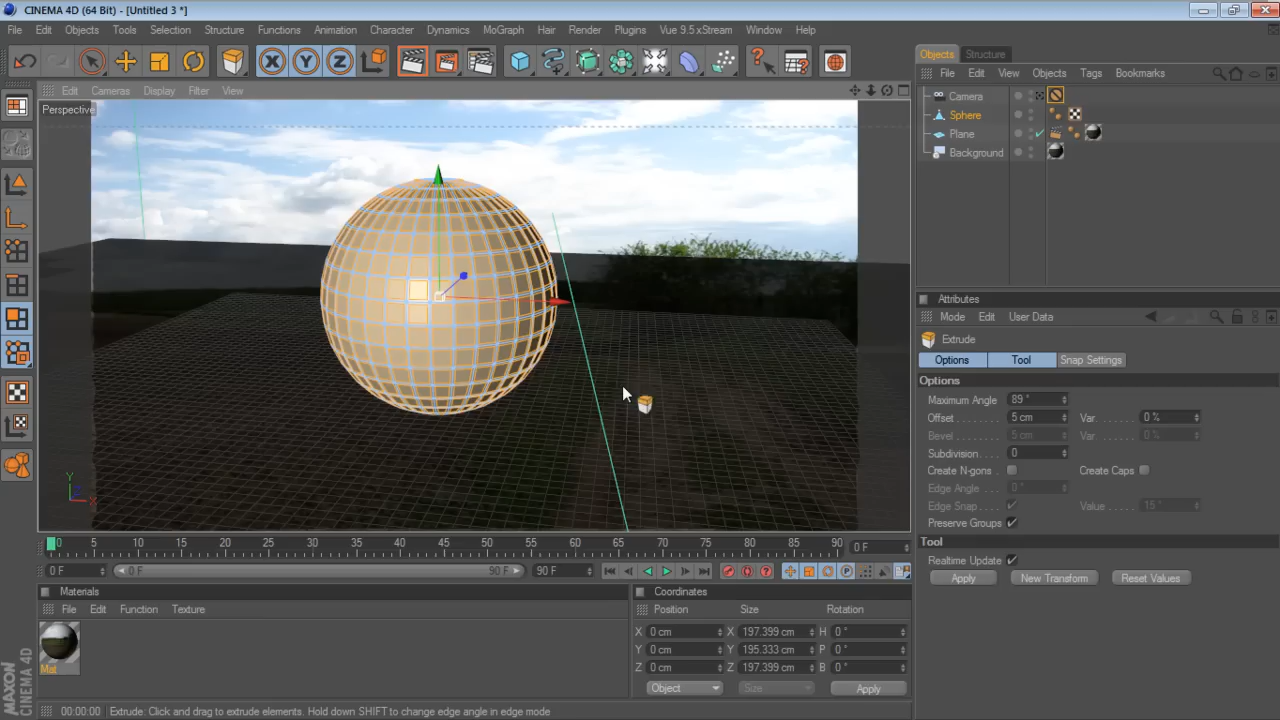 CINEMA 4D (64 Bit) - [Untitled 3 *]
File Edit Objects Tools Selection Structure Functions Animation Character Dynamics MoGraph Hair Render Plugins Vue 9.5 xStream Window Help
Objects Structure
File Edit View Objects Tags Bookmarks
Edit Cameras Display Filter View
Perspective
Camera
Sphere
Plane
Background
Attributes
Mode Edit User Data
Extrude
Options Tool Snap Settings
Options
Maximum Angle 89 °
Offset . . . . . 5 cm Var. 0 %
Bevel . . . . . 5 cm Var. 0 %
Subdivision . . 0
Create N-gons . Create Caps
Edge Angle . . 0 °
Edge Snap . . . . Value . . . . . 15 °
Preserve Groups
Tool
Realtime Update
Apply New Transform Reset Values
Y
X
0 5 10 15 20 25 30 35 40 45 50 55 60 65 70 75 80 85 90 0 F
0 F 0 F 90 F 90 F
Materials
File Edit Function Texture
Mat
Coordinates
Position Size Rotation
X 0 cm X 197.399 cm H 0 °
Y 0 cm Y 195.333 cm P 0 °
Z 0 cm Z 197.399 cm B 0 °
Object Size Apply
MAXON
CINEMA 4D
00:00:00 Extrude: Click and drag to extrude elements. Hold down SHIFT to change edge angle in edge mode